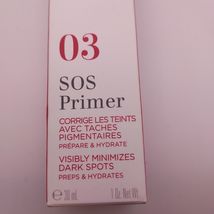 03
SOS
Primer
CORRIGE LES TEINTS
AVEC TACHES
PIGMENTAIRES
PRÉPARE & HYDRATE
VISIBLY MINIMIZES
DARK SPOTS
PREPS & HYDRATES
℮ 30 ml 1 Oz. Net Wt.